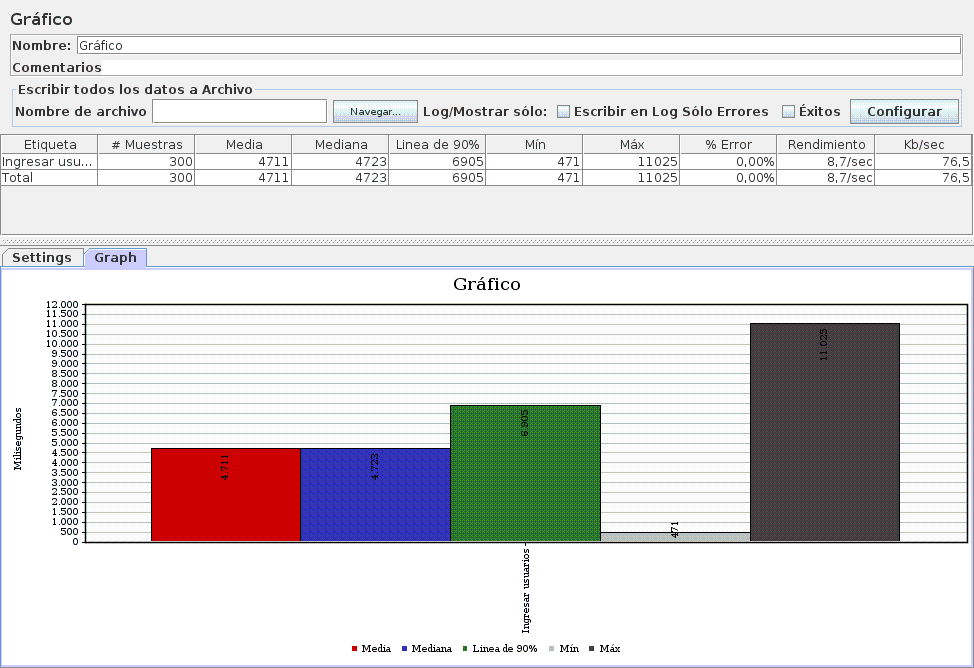 Gráfico
Nombre: Gráfico
Comentarios
Escribir todos los datos a Archivo
Nombre de archivo Navegar... Log/Mostrar sólo: Escribir en Log Sólo Errores Éxitos Configurar
Etiqueta # Muestras Media Mediana Linea de 90% Mín Máx % Error Rendimiento Kb/sec
Ingresar usu... 300 4711 4723 6905 471 11025 0,00% 8,7/sec 76,5
Total 300 4711 4723 6905 471 11025 0,00% 8,7/sec 76,5
Settings Graph
Gráfico
12.000
11.500
11.000
10.500
10.000
9.500
9.000
8.500
8.000
7.500
7.000
6.500
6.000
5.500
5.000
4.500
4.000
3.500
3.000
2.500
2.000
1.500
1.000
500
0
Milisegundos
4.711
4.723
6.905
471
11.025
Ingresar usuarios
Media Mediana Linea de 90% Mín Máx